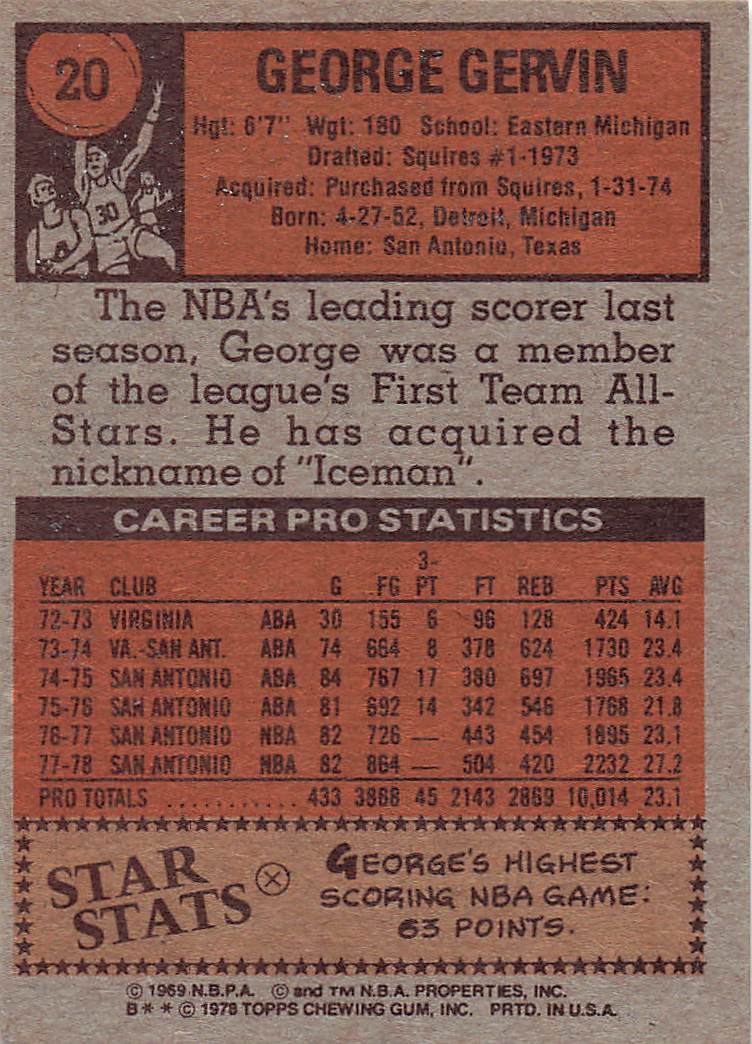 20
GEORGE GERVIN
Hgt: 6'7" Wgt: 180 School: Eastern Michigan
Drafted: Squires #1-1973
Acquired: Purchased from Squires, 1-31-74
Born: 4-27-52, Detroit, Michigan
Home: San Antonio, Texas
30
The NBA's leading scorer last
season, George was a member
of the league's First Team All-
Stars. He has acquired the
nickname of "Iceman".
CAREER PRO STATISTICS
YEAR CLUB G FG 3-PT FT REB PTS AVG
72-73 VIRGINIA ABA 30 155 6 96 128 424 14.1
73-74 VA.-SAN ANT. ABA 74 664 8 378 624 1730 23.4
74-75 SAN ANTONIO ABA 84 767 17 380 697 1965 23.4
75-76 SAN ANTONIO ABA 81 692 14 342 546 1768 21.8
76-77 SAN ANTONIO NBA 82 726 — 443 454 1895 23.1
77-78 SAN ANTONIO NBA 82 864 — 504 420 2232 27.2
PRO TOTALS ........... 433 3868 45 2143 2869 10,014 23.1
STAR
STATS
GEORGE'S HIGHEST
SCORING NBA GAME:
63 POINTS.
© 1969 N.B.P.A. © and TM N.B.A. PROPERTIES, INC.
B* * © 1978 TOPPS CHEWING GUM, INC. PRTD. IN U.S.A.